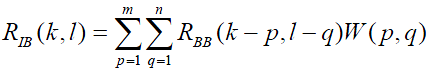 R_{IB}(k,l) = \sum_{p=1}^{m} \sum_{q=1}^{n} R_{BB}(k-p, l-q)W(p,q)